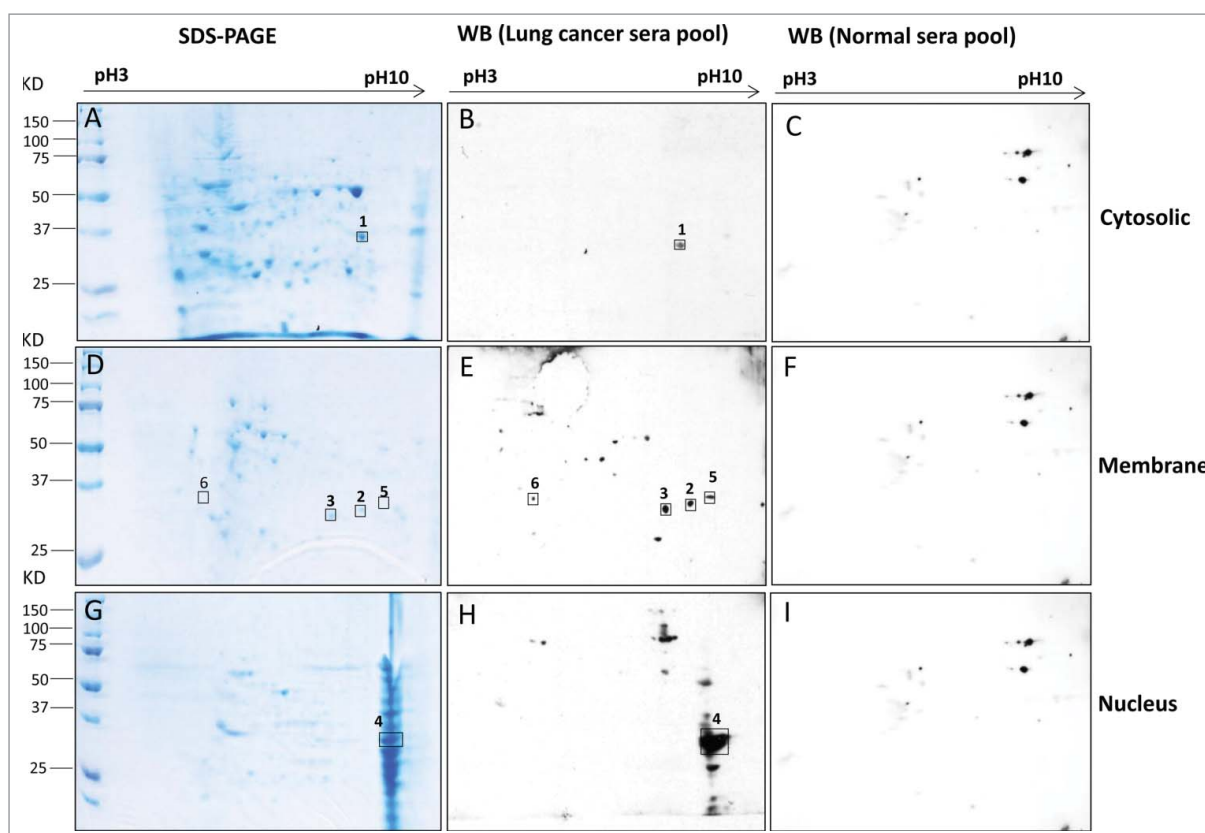 SDS-PAGE WB (Lung cancer sera pool) WB (Normal sera pool)
KD pH3 pH10 pH3 pH10 pH3 pH10
A B C
150
100
75
50
37
25
1 1
Cytosolic
KD
D E F
150
100
75
50
37
25
6 3 2 5 6 3 2 5
Membrane
KD
G H I
150
100
75
50
37
25
4 4
Nucleus